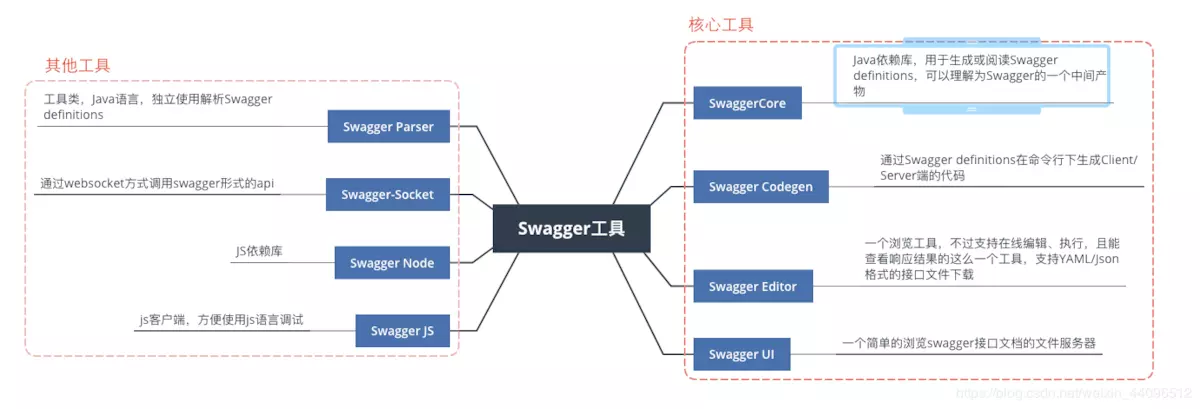 其他工具
工具类，Java语言，独立使用解析Swagger
definitions
Swagger Parser
通过websocket方式调用swagger形式的api
Swagger-Socket
JS依赖库
Swagger Node
js客户端，方便使用js语言调试
Swagger JS
Swagger工具
核心工具
SwaggerCore
Java依赖库，用于生成或阅读Swagger
definitions，可以理解为Swagger的一个中间产
物
Swagger Codegen
通过Swagger definitions在命令行下生成Client/
Server端的代码
Swagger Editor
一个浏览工具，不过支持在线编辑、执行，且能
查看响应结果的这么一个工具，支持YAML/Json
格式的接口文件下载
Swagger UI
一个简单的浏览swagger接口文档的文件服务器
https://blog.csdn.net/weixin_44096512